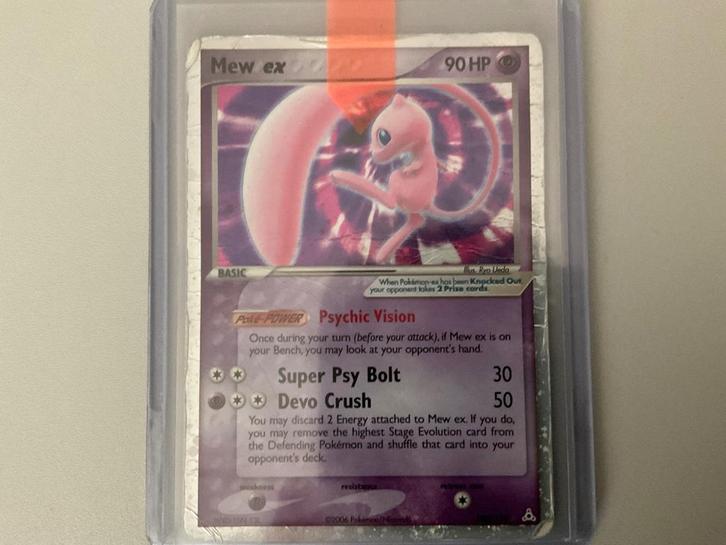 Mew ex
90 HP
BASIC
Illus. Ryo Ueda
When Pokémon-ex has been Knocked Out,
your opponent takes 2 Prize cards.
Poké-POWER Psychic Vision
Once during your turn (before your attack), if Mew ex is on
your Bench, you may look at your opponent's hand.
Super Psy Bolt 30
Devo Crush 50
You may discard 2 Energy attached to Mew ex. If you do,
you may remove the highest Stage Evolution card from
the Defending Pokémon and shuffle that card into your
opponent's deck.
weakness resistance retreat cost
©2006 Pokémon/Nintendo